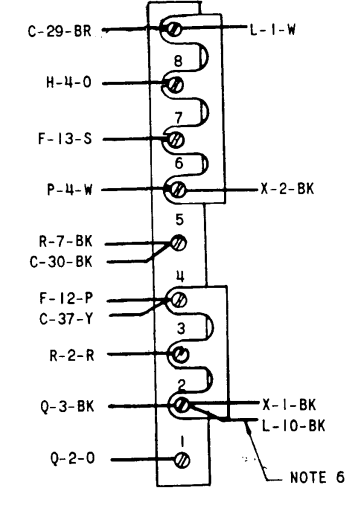 C-29-BR
L-1-W
8
H-4-O
7
F-13-S
6
P-4-W
X-2-BK
5
R-7-BK
C-30-BK
4
F-12-P
C-37-Y
3
R-2-R
2
Q-3-BK
X-1-BK
L-10-BK
1
Q-2-O
NOTE 6